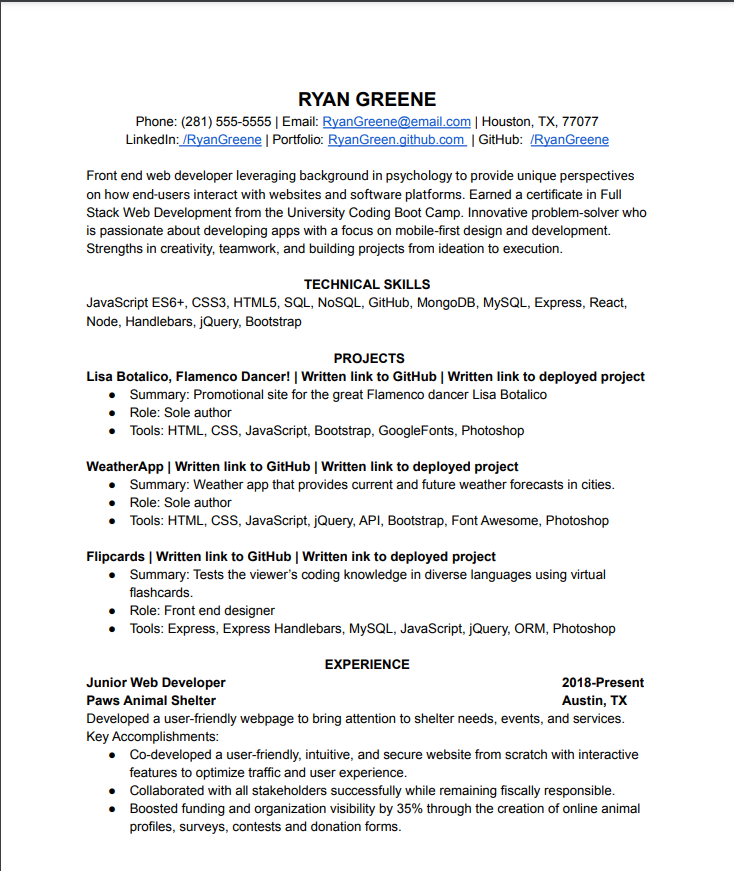 RYAN GREENE
Phone: (281) 555-5555 | Email: RyanGreene@email.com | Houston, TX, 77077
LinkedIn: /RyanGreene | Portfolio: RyanGreen.github.com | GitHub: /RyanGreene
Front end web developer leveraging background in psychology to provide unique perspectives
on how end-users interact with websites and software platforms. Earned a certificate in Full
Stack Web Development from the University Coding Boot Camp. Innovative problem-solver who
is passionate about developing apps with a focus on mobile-first design and development.
Strengths in creativity, teamwork, and building projects from ideation to execution.
TECHNICAL SKILLS
JavaScript ES6+, CSS3, HTML5, SQL, NoSQL, GitHub, MongoDB, MySQL, Express, React,
Node, Handlebars, jQuery, Bootstrap
PROJECTS
Lisa Botalico, Flamenco Dancer! | Written link to GitHub | Written link to deployed project
● Summary: Promotional site for the great Flamenco dancer Lisa Botalico
● Role: Sole author
● Tools: HTML, CSS, JavaScript, Bootstrap, GoogleFonts, Photoshop
WeatherApp | Written link to GitHub | Written link to deployed project
● Summary: Weather app that provides current and future weather forecasts in cities.
● Role: Sole author
● Tools: HTML, CSS, JavaScript, jQuery, API, Bootstrap, Font Awesome, Photoshop
Flipcards | Written link to GitHub | Written ink to deployed project
● Summary: Tests the viewer's coding knowledge in diverse languages using virtual
flashcards.
● Role: Front end designer
● Tools: Express, Express Handlebars, MySQL, JavaScript, jQuery, ORM, Photoshop
EXPERIENCE
Junior Web Developer 2018-Present
Paws Animal Shelter Austin, TX
Developed a user-friendly webpage to bring attention to shelter needs, events, and services.
Key Accomplishments:
● Co-developed a user-friendly, intuitive, and secure website from scratch with interactive
features to optimize traffic and user experience.
● Collaborated with all stakeholders successfully while remaining fiscally responsible.
● Boosted funding and organization visibility by 35% through the creation of online animal
profiles, surveys, contests and donation forms.